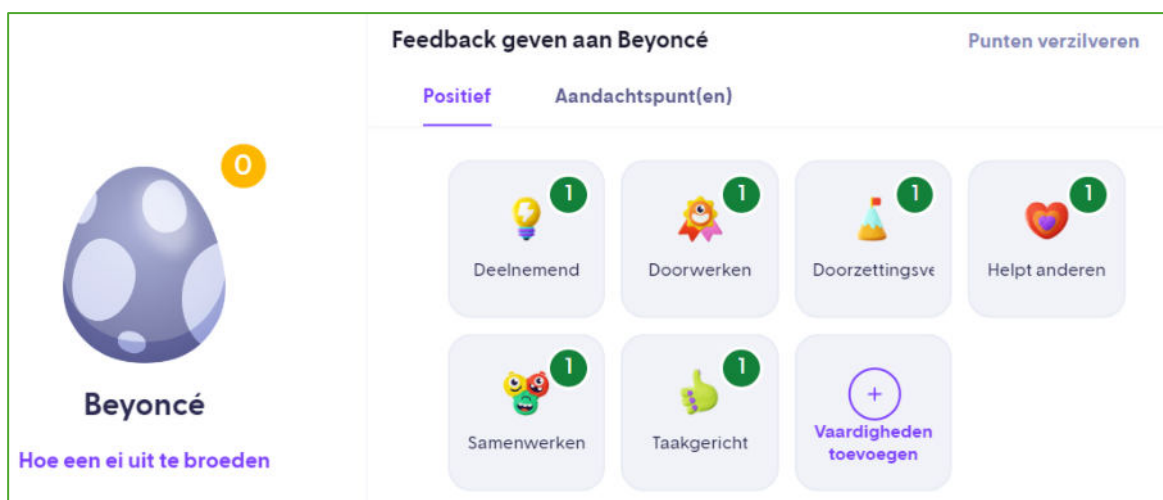 Feedback geven aan Beyoncé
Punten verzilveren
Positief
Aandachtspunt(en)
0
1
1
1
1
Deelnemend
Doorwerken
Doorzettingsve
Helpt anderen
1
1
Samenwerken
Taakgericht
Vaardigheden
toevoegen
Beyoncé
Hoe een ei uit te broeden